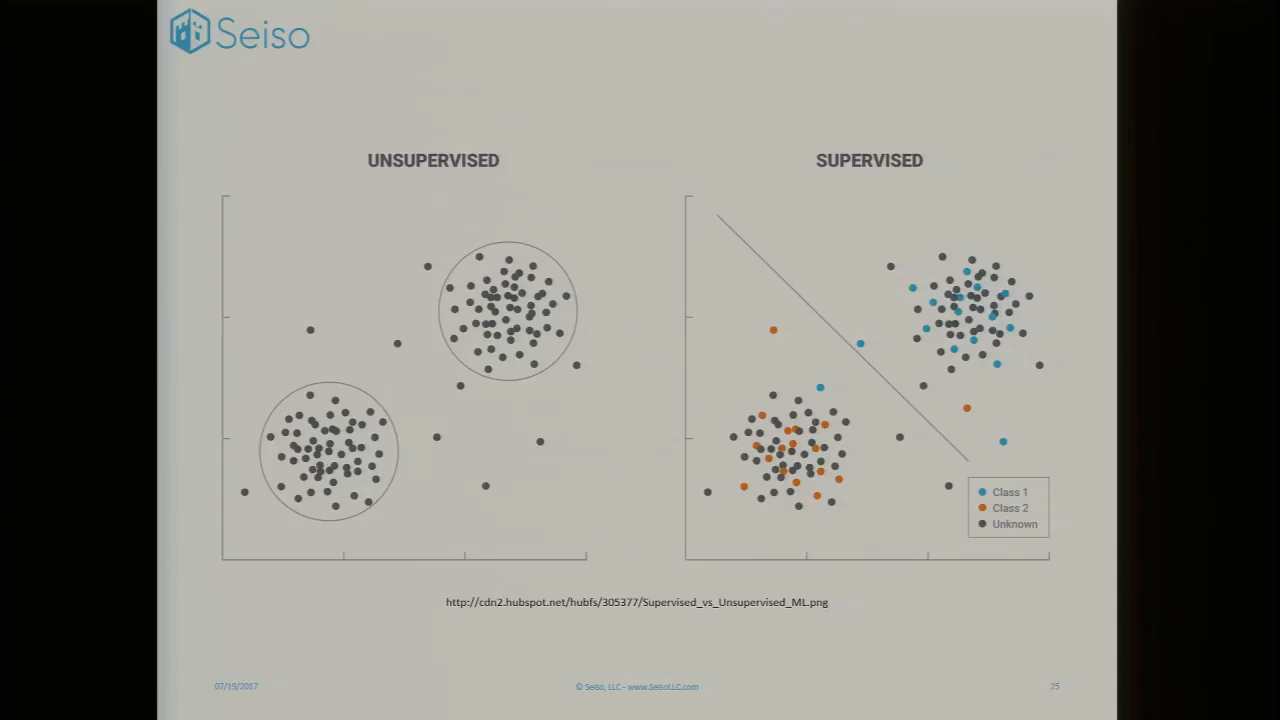 Seiso
UNSUPERVISED
SUPERVISED
Class 1
Class 2
Unknown
http://cdn2.hubspot.net/hubfs/305377/Supervised_vs_Unsupervised_ML.png
07/19/2017
© Seiso, LLC - www.SeisoLLC.com
25